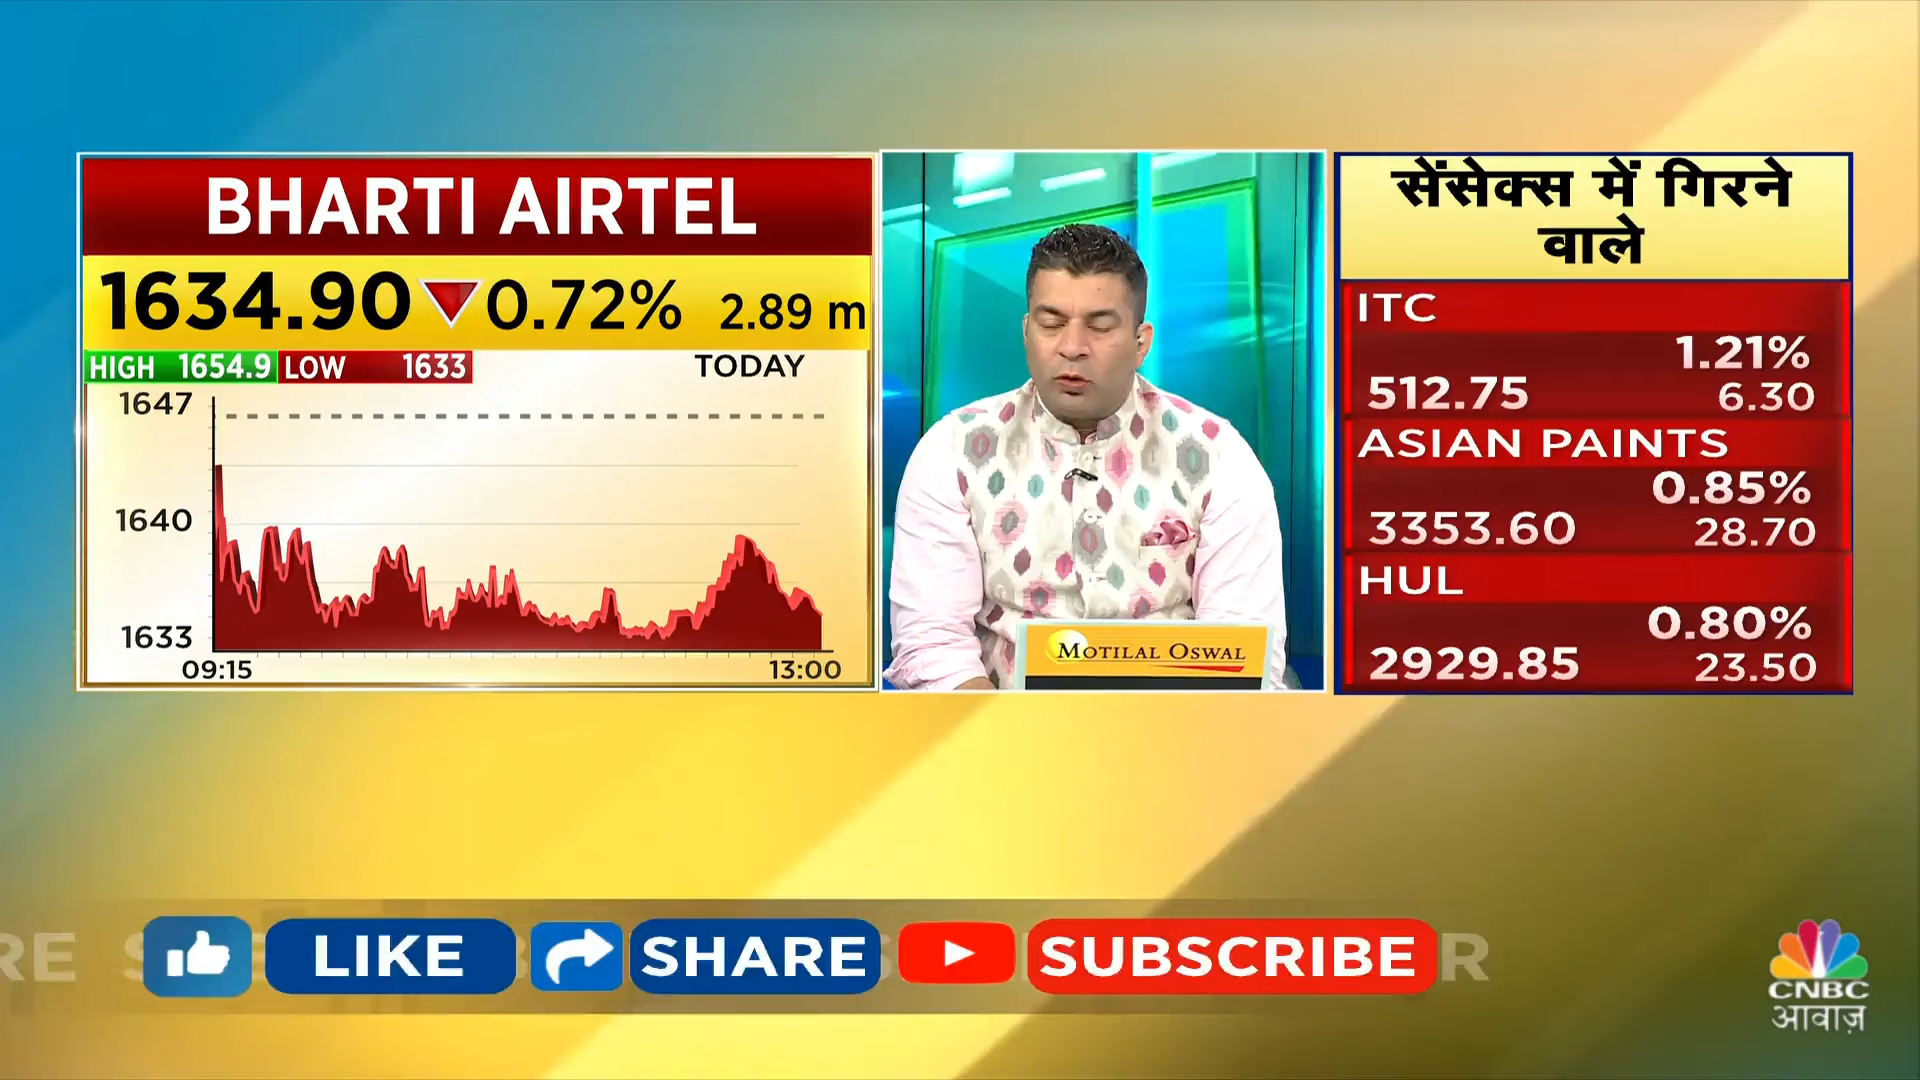 BHARTI AIRTEL
1634.90 0.72% 2.89 m
HIGH 1654.9 LOW 1633 TODAY
1647
1640
1633
09:15 13:00
MOTILAL OSWAL
सेंसेक्स में गिरने
वाले
ITC
1.21%
512.75 6.30
ASIAN PAINTS
0.85%
3353.60 28.70
HUL
0.80%
2929.85 23.50
LIKE SHARE SUBSCRIBE
CNBC
आवाज़